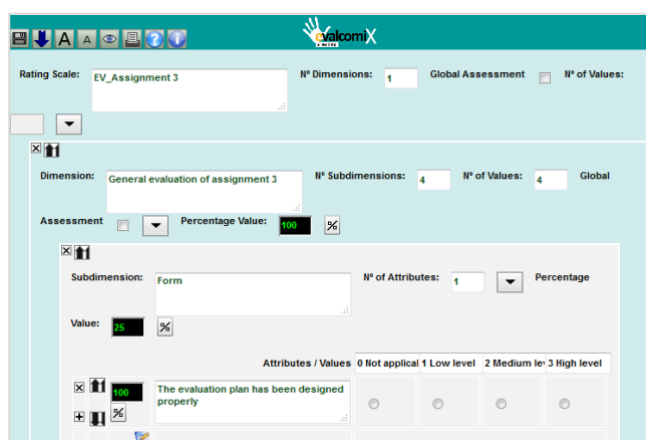 A A ? i
evalcomiX
Rating Scale: EV_Assignment 3 Nº Dimensions: 1 Global Assessment Nº of Values:
Dimension: General evaluation of assignment 3 Nº Subdimensions: 4 Nº of Values: 4 Global
Assessment Percentage Value: 100 %
Subdimension: Form Nº of Attributes: 1 Percentage
Value: 25 %
Attributes / Values 0 Not applical 1 Low level 2 Medium lev 3 High level
100 The evaluation plan has been designed
% properly